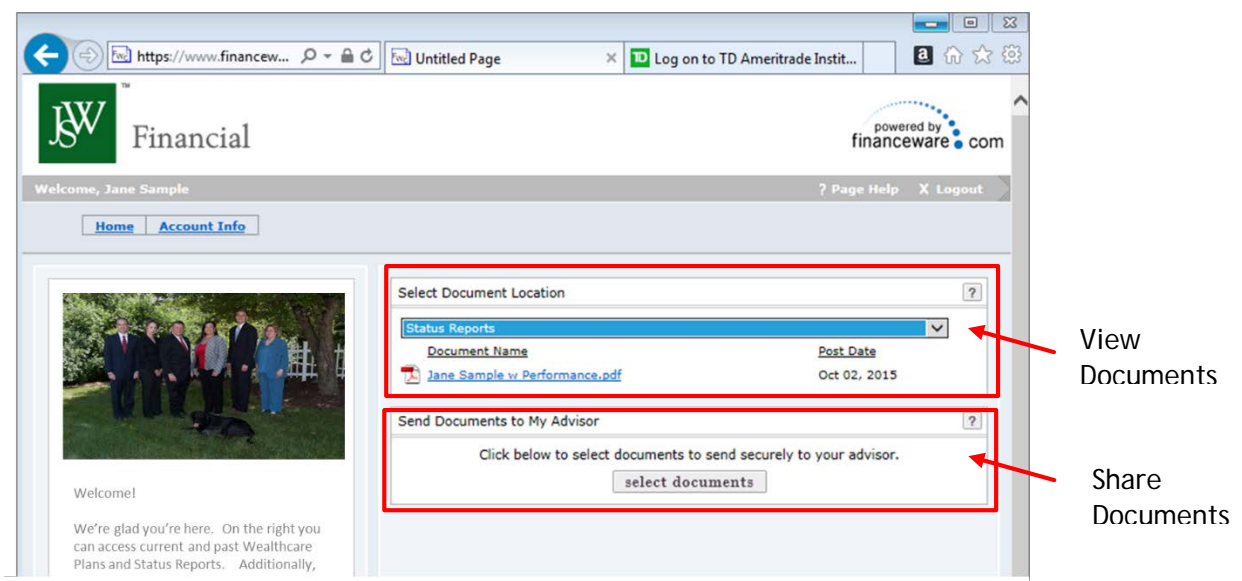 https://www.financew...
Untitled Page
Log on to TD Ameritrade Instit...
JSW
™
Financial
powered by
financeware.com
Welcome, Jane Sample
? Page Help X Logout
Home Account Info
Select Document Location ?
Status Reports
Document Name Post Date
Jane Sample w Performance.pdf Oct 02, 2015
View
Documents
Send Documents to My Advisor ?
Click below to select documents to send securely to your advisor.
select documents
Share
Documents
Welcome!
We're glad you're here. On the right you
can access current and past Wealthcare
Plans and Status Reports. Additionally,